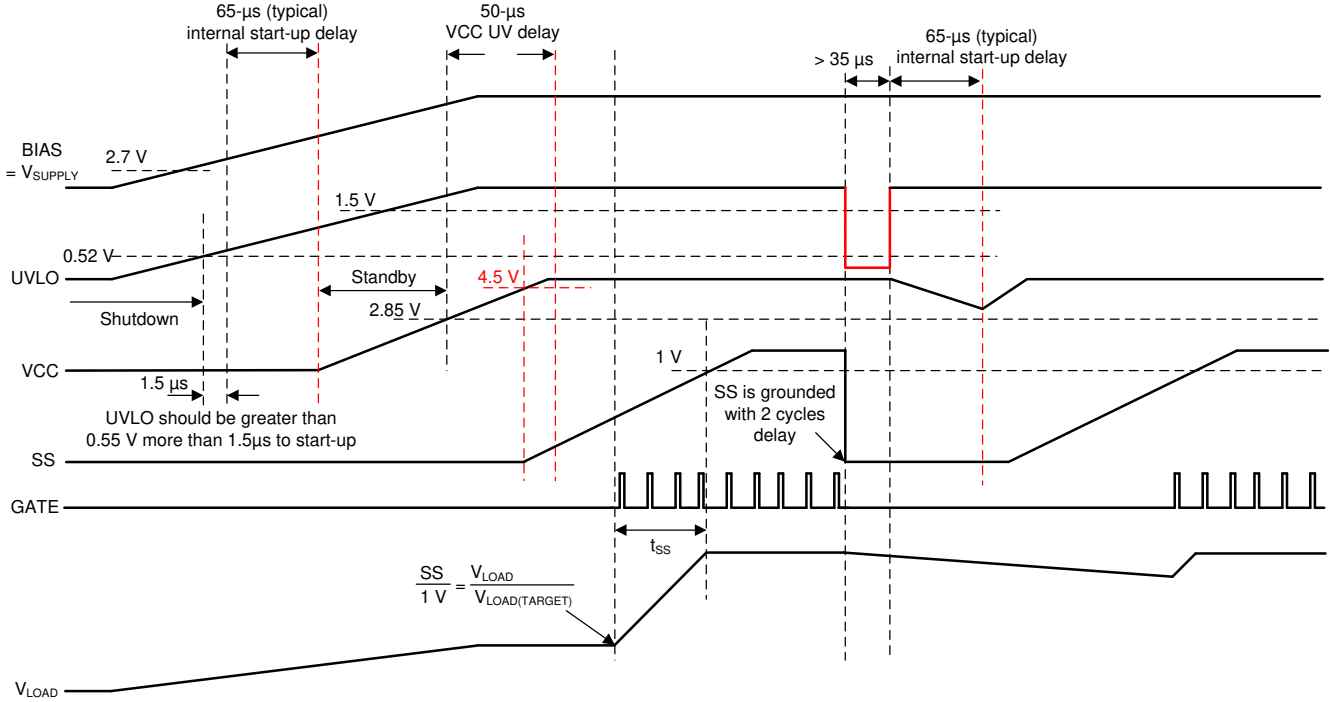 65-µs (typical)
internal start-up delay
50-µs
VCC UV delay
65-µs (typical)
internal start-up delay
> 35 µs
BIAS
= VSUPPLY
2.7 V
1.5 V
0.52 V
UVLO
Standby
4.5 V
Shutdown
2.85 V
VCC
1.5 µs
1 V
UVLO should be greater than
0.55 V more than 1.5µs to start-up
SS is grounded
with 2 cycles
delay
SS
GATE
tSS
SS
1 V
=
VLOAD
VLOAD(TARGET)
VLOAD